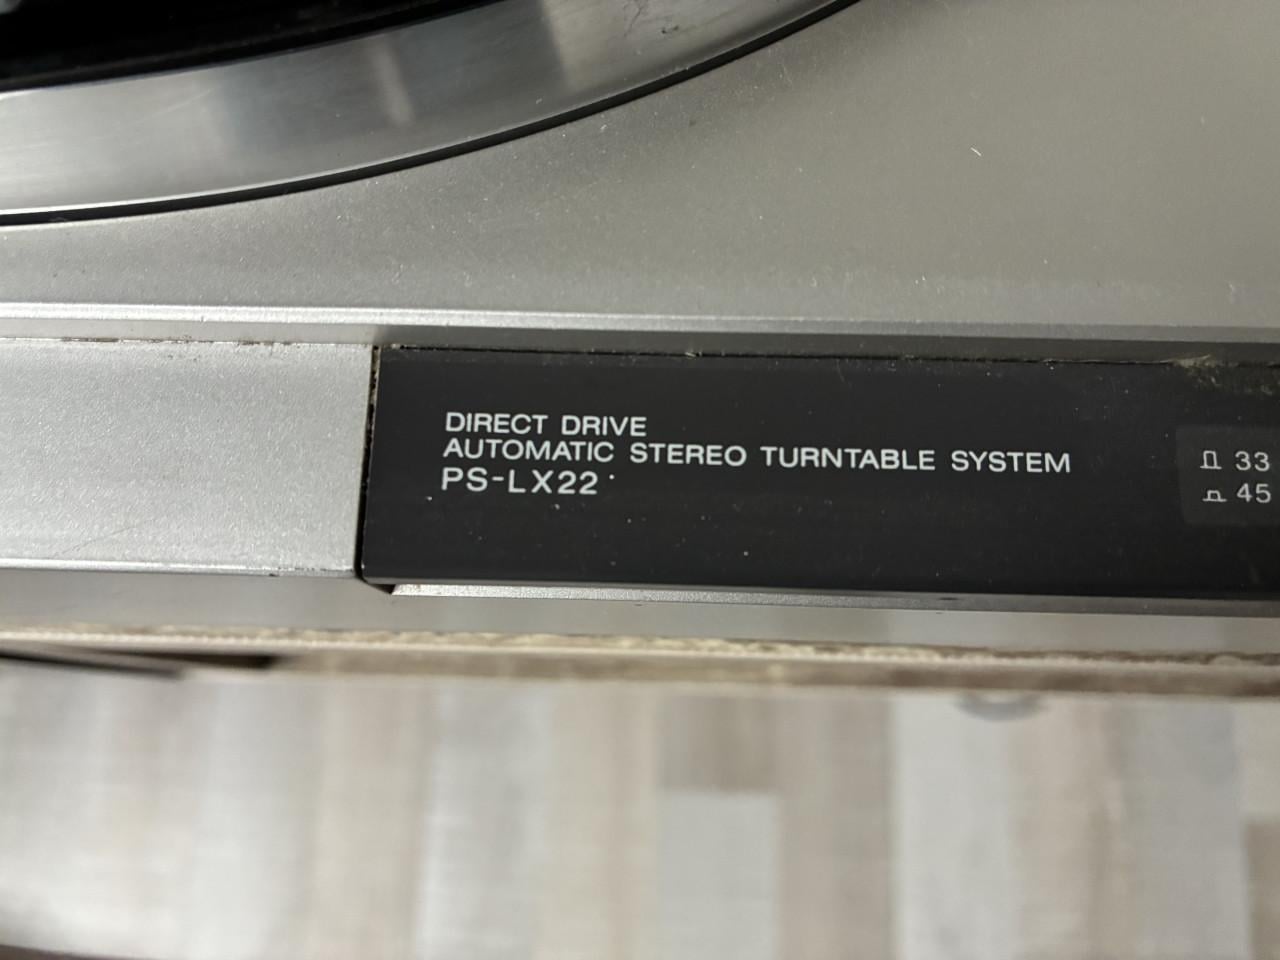 DIRECT DRIVE
AUTOMATIC STEREO TURNTABLE SYSTEM
PS-LX22
33
45